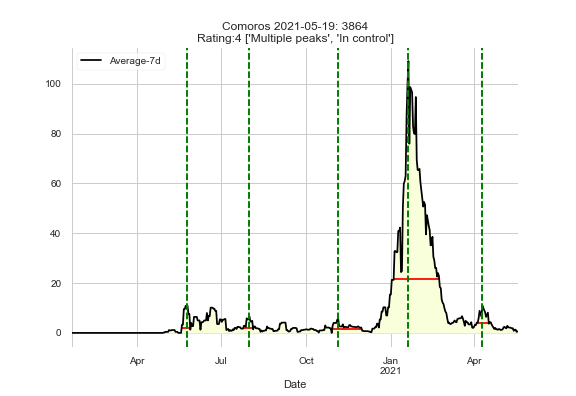 Comoros 2021-05-19: 3864
Rating:4 ['Multiple peaks', 'In control']
Average-7d
100
80
60
40
20
0
Apr
Jul
Oct
Jan
2021
Apr
Date